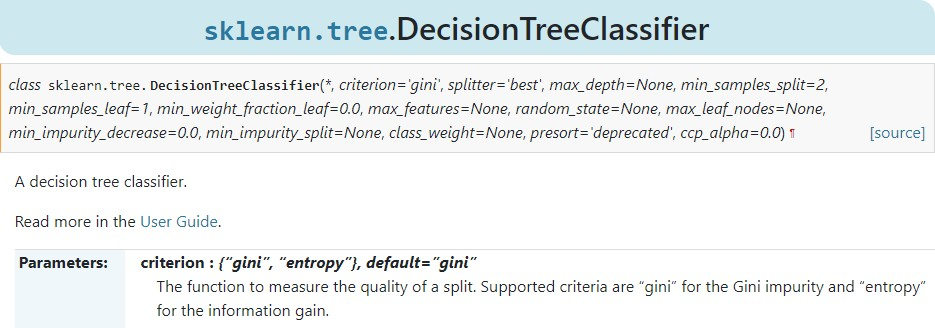 sklearn.tree.DecisionTreeClassifier
class sklearn.tree.DecisionTreeClassifier(*, criterion='gini', splitter='best', max_depth=None, min_samples_split=2,
min_samples_leaf=1, min_weight_fraction_leaf=0.0, max_features=None, random_state=None, max_leaf_nodes=None,
min_impurity_decrease=0.0, min_impurity_split=None, class_weight=None, presort='deprecated', ccp_alpha=0.0) ¶ [source]
A decision tree classifier.
Read more in the User Guide.
Parameters: criterion : {“gini”, “entropy”}, default=”gini”
The function to measure the quality of a split. Supported criteria are “gini” for the Gini impurity and “entropy”
for the information gain.